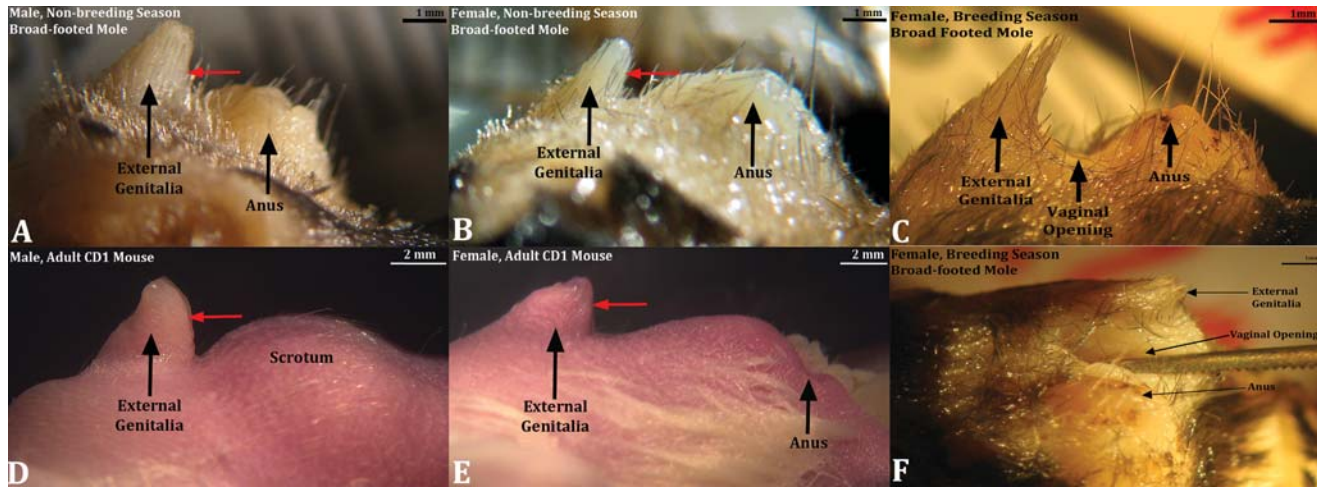 Male, Non-breeding Season
Broad-footed Mole
1 mm
External
Genitalia
Anus
A
Female, Non-breeding Season
Broad-footed Mole
1 mm
External
Genitalia
Anus
B
Female, Breeding Season
Broad Footed Mole
1mm
External
Genitalia
Vaginal
Opening
Anus
C
Male, Adult CD1 Mouse
2 mm
External
Genitalia
Scrotum
D
Female, Adult CD1 Mouse
2 mm
External
Genitalia
Anus
E
Female, Breeding Season
Broad-footed Mole
External
Genitalia
Vaginal Opening
Anus
F